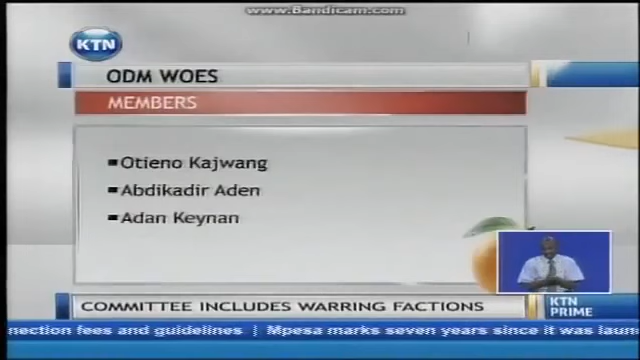 www.Bandicam.com
KTN
ODM WOES
MEMBERS
Otieno Kajwang
Abdikadir Aden
Adan Keynan
COMMITTEE INCLUDES WARRING FACTIONS
KTN
PRIME
nection fees and guidelines | Mpesa marks seven years since it was laun